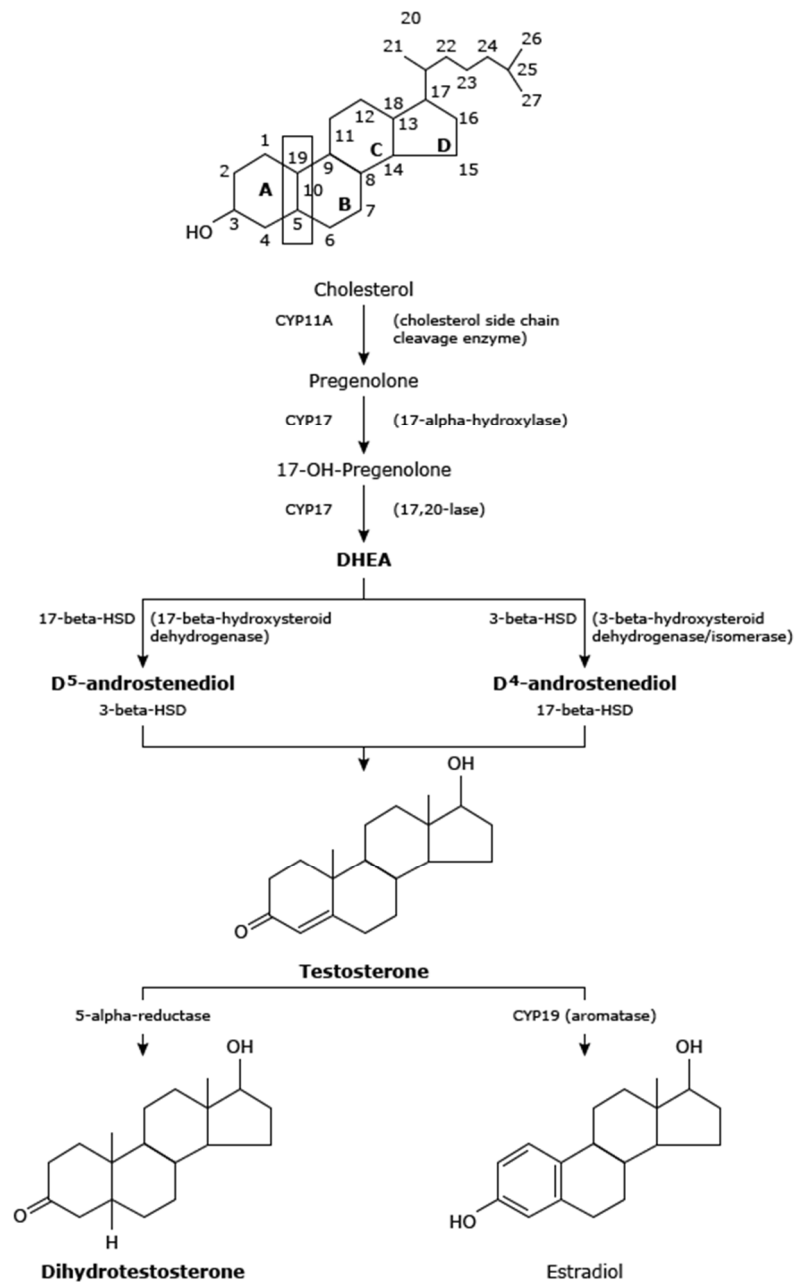 20
21
22
24
26
23
25
27
12
18
17
13
16
11
1
19
9
C
D
14
15
2
8
A
10
B
7
HO
3
5
4
6
Cholesterol
CYP11A
(cholesterol side chain
cleavage enzyme)
Pregenolone
CYP17
(17-alpha-hydroxylase)
17-OH-Pregenolone
CYP17
(17,20-lase)
DHEA
17-beta-HSD
(17-beta-hydroxysteroid
dehydrogenase)
3-beta-HSD
(3-beta-hydroxysteroid
dehydrogenase/isomerase)
D⁵-androstenediol
3-beta-HSD
D⁴-androstenediol
17-beta-HSD
OH
O
Testosterone
5-alpha-reductase
CYP19 (aromatase)
OH
OH
O
H
HO
Dihydrotestosterone
Estradiol